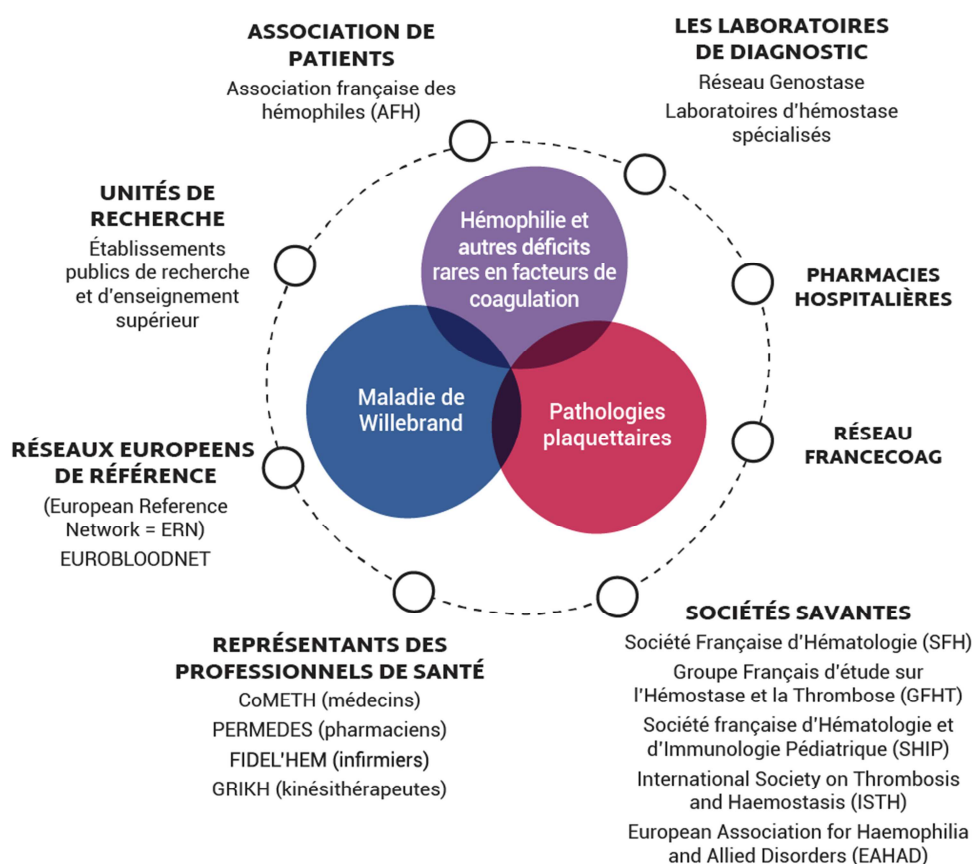 ASSOCIATION DE
PATIENTS
Association française des
hémophiles (AFH)
LES LABORATOIRES
DE DIAGNOSTIC
Réseau Genostase
Laboratoires d'hémostase
spécialisés
UNITÉS DE
RECHERCHE
Établissements
publics de recherche
et d'enseignement
supérieur
Hémophilie et
autres déficits
rares en facteurs de
coagulation
PHARMACIES
HOSPITALIÈRES
Maladie de
Willebrand
Pathologies
plaquettaires
RÉSEAU
FRANCECOAG
RÉSEAUX EUROPEENS
DE RÉFÉRENCE
(European Reference
Network = ERN)
EUROBLOODNET
REPRÉSENTANTS DES
PROFESSIONNELS DE SANTÉ
CoMETH (médecins)
PERMEDES (pharmaciens)
FIDEL'HEM (infirmiers)
GRIKH (kinésithérapeutes)
SOCIÉTÉS SAVANTES
Société Française d'Hématologie (SFH)
Groupe Français d'étude sur
l'Hémostase et la Thrombose (GFHT)
Société française d'Hématologie et
d'Immunologie Pédiatrique (SHIP)
International Society on Thrombosis
and Haemostasis (ISTH)
European Association for Haemophilia
and Allied Disorders (EAHAD)